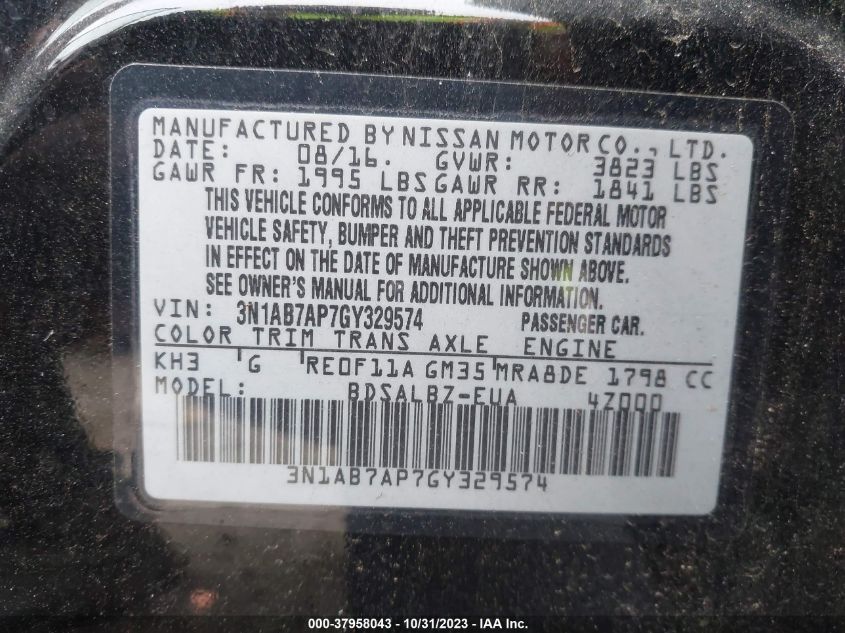 MANUFACTURED BY NISSAN MOTOR CO., LTD.
DATE: 08/16. GVWR: 3823 LBS
GAWR FR: 1995 LBS GAWR RR: 1841 LBS
THIS VEHICLE CONFORMS TO ALL APPLICABLE FEDERAL MOTOR
VEHICLE SAFETY, BUMPER AND THEFT PREVENTION STANDARDS
IN EFFECT ON THE DATE OF MANUFACTURE SHOWN ABOVE.
SEE OWNER'S MANUAL FOR ADDITIONAL INFORMATION.
VIN: 3N1AB7AP7GY329574 PASSENGER CAR.
COLOR TRIM TRANS AXLE ENGINE
KH3 G RE0F11A GM35 MRA8DE 1798 CC
MODEL: BDSALBZ-EUA 4Z000
3N1AB7AP7GY329574
000-37958043 - 10/31/2023 - IAA Inc.